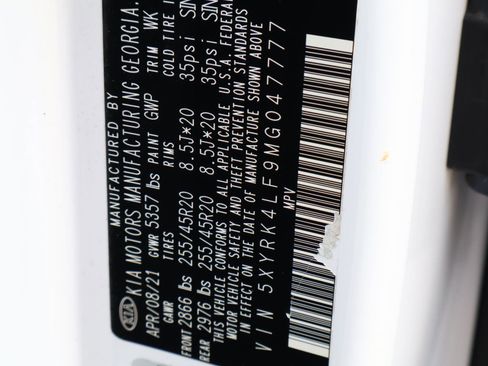 MANUFACTURED BY
KIA KIA MOTORS MANUFACTURING GEORGIA.
APR/08/21 PAINT GWP TRIM WK
GVWR 5357 lbs
GAWR TIRES RIMS COLD TIRE
FRONT 2866 lbs 255/45R20 8.5J*20 35psi SIN
REAR 2976 lbs 255/45R20 8.5J*20 35psi SIN
THIS VEHICLE CONFORMS TO ALL APPLICABLE U.S.A. FEDERAL
MOTOR VEHICLE SAFETY AND THEFT PREVENTION STANDARDS
IN EFFECT ON THE DATE OF MANUFACTURE SHOWN ABOVE
VIN 5XYRK4LF9MG047777
MPV